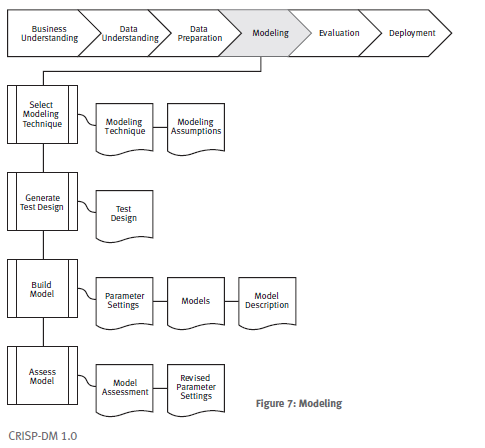 Business
Understanding
Data
Understanding
Data
Preparation
Modeling
Evaluation
Deployment
Select
Modeling
Technique
Modeling
Technique
Modeling
Assumptions
Generate
Test Design
Test
Design
Build
Model
Parameter
Settings
Models
Model
Description
Assess
Model
Model
Assessment
Revised
Parameter
Settings
Figure 7: Modeling
CRISP-DM 1.0